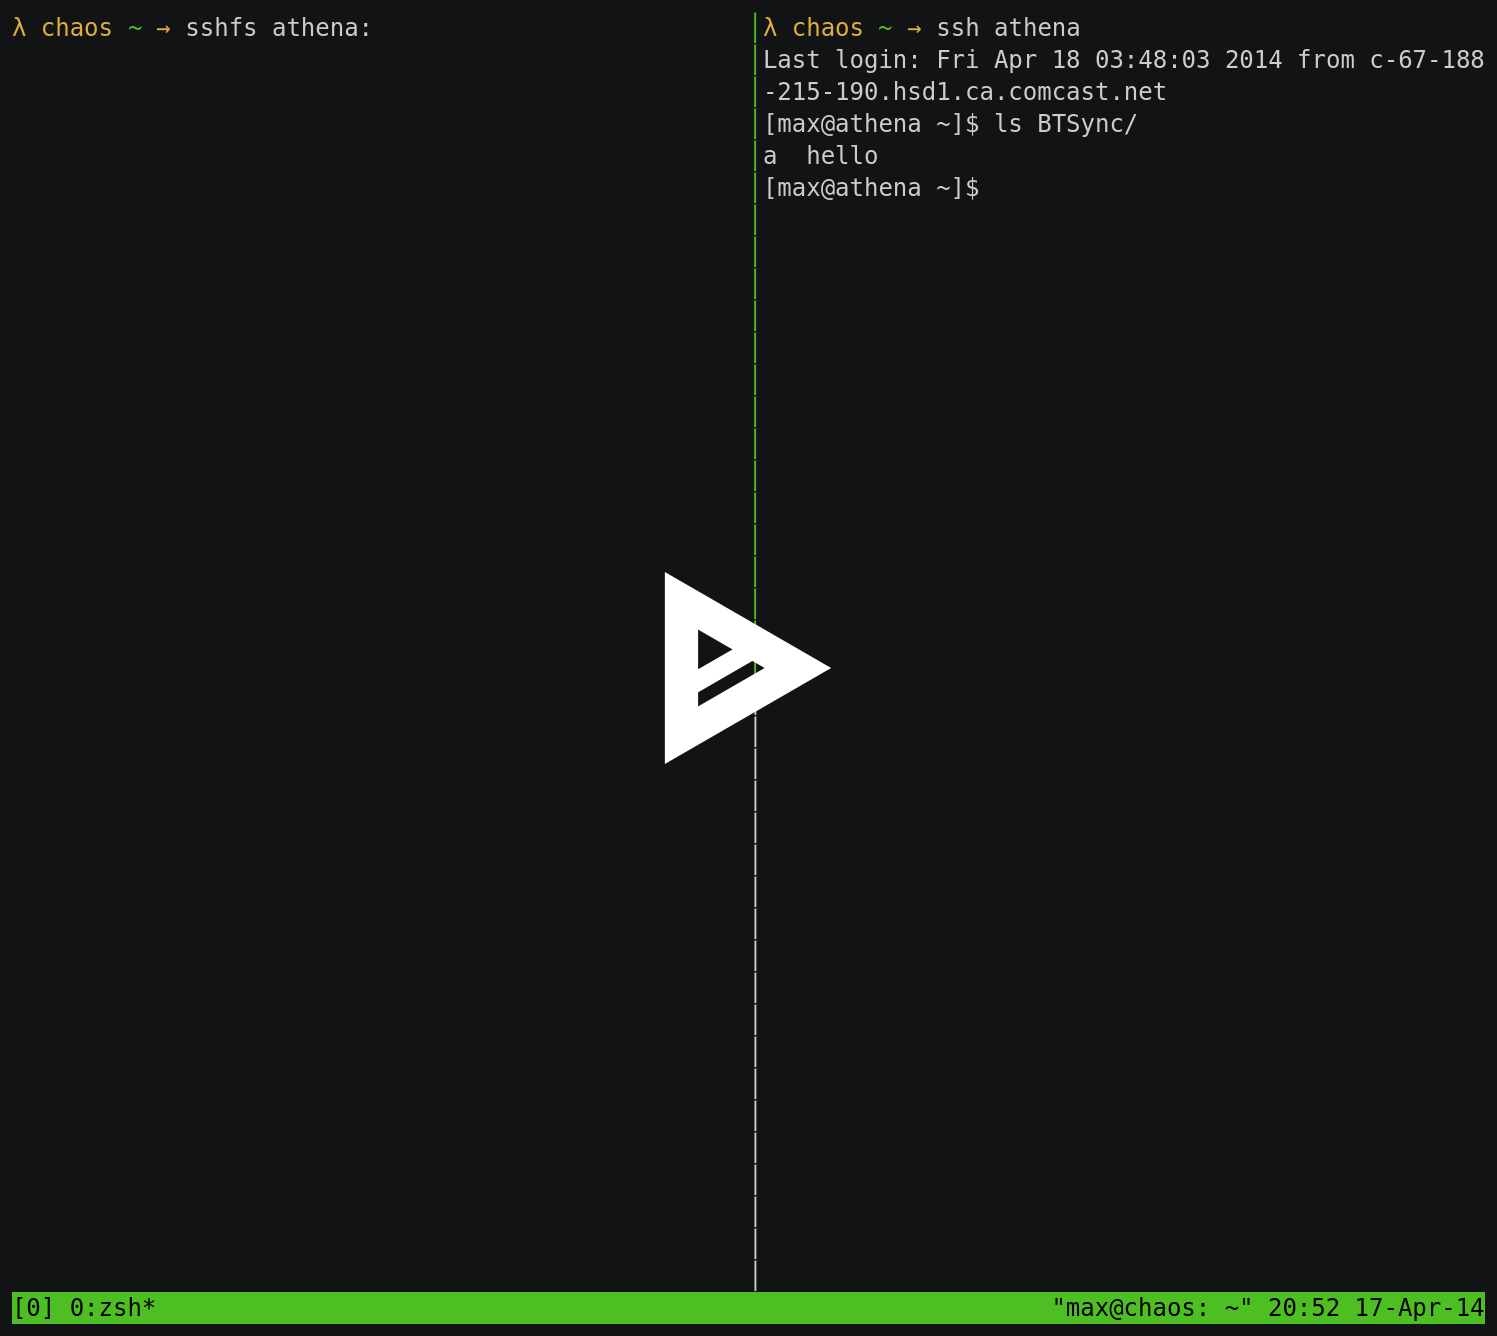 λ chaos ~ → sshfs athena:
λ chaos ~ → ssh athena
Last login: Fri Apr 18 03:48:03 2014 from c-67-188
-215-190.hsd1.ca.comcast.net
[max@athena ~]$ ls BTSync/
a  hello
[max@athena ~]$
[0] 0:zsh* "max@chaos: ~" 20:52 17-Apr-14